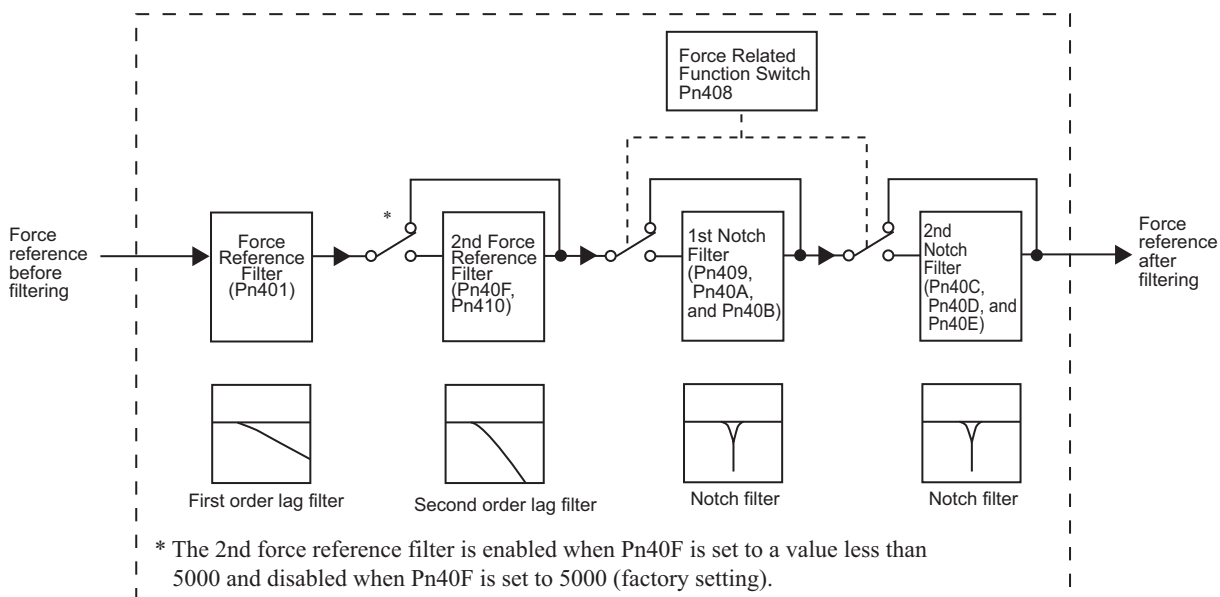 Force Related
Function Switch
Pn408
Force
reference
before
filtering
Force
Reference
Filter
(Pn401)
*
2nd Force
Reference
Filter
(Pn40F,
Pn410)
1st Notch
Filter
(Pn409,
Pn40A,
and Pn40B)
2nd
Notch
Filter
(Pn40C,
Pn40D, and
Pn40E)
Force
reference
after
filtering
First order lag filter
Second order lag filter
Notch filter
Notch filter
* The 2nd force reference filter is enabled when Pn40F is set to a value less than
5000 and disabled when Pn40F is set to 5000 (factory setting).